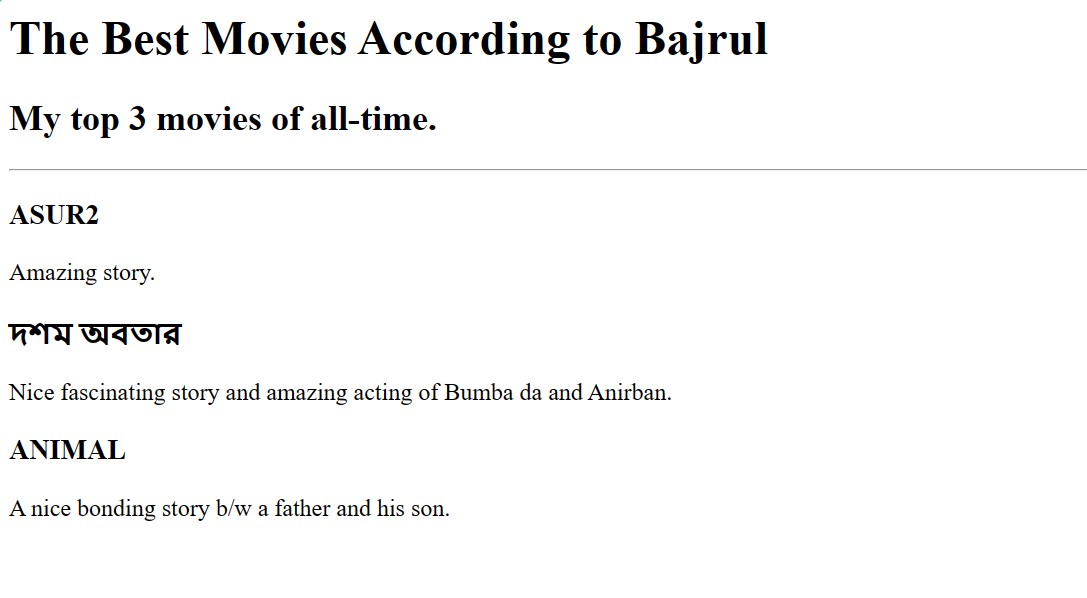 The Best Movies According to Bajrul
My top 3 movies of all-time.
ASUR2
Amazing story.
দশম অবতার
Nice fascinating story and amazing acting of Bumba da and Anirban.
ANIMAL
A nice bonding story b/w a father and his son.